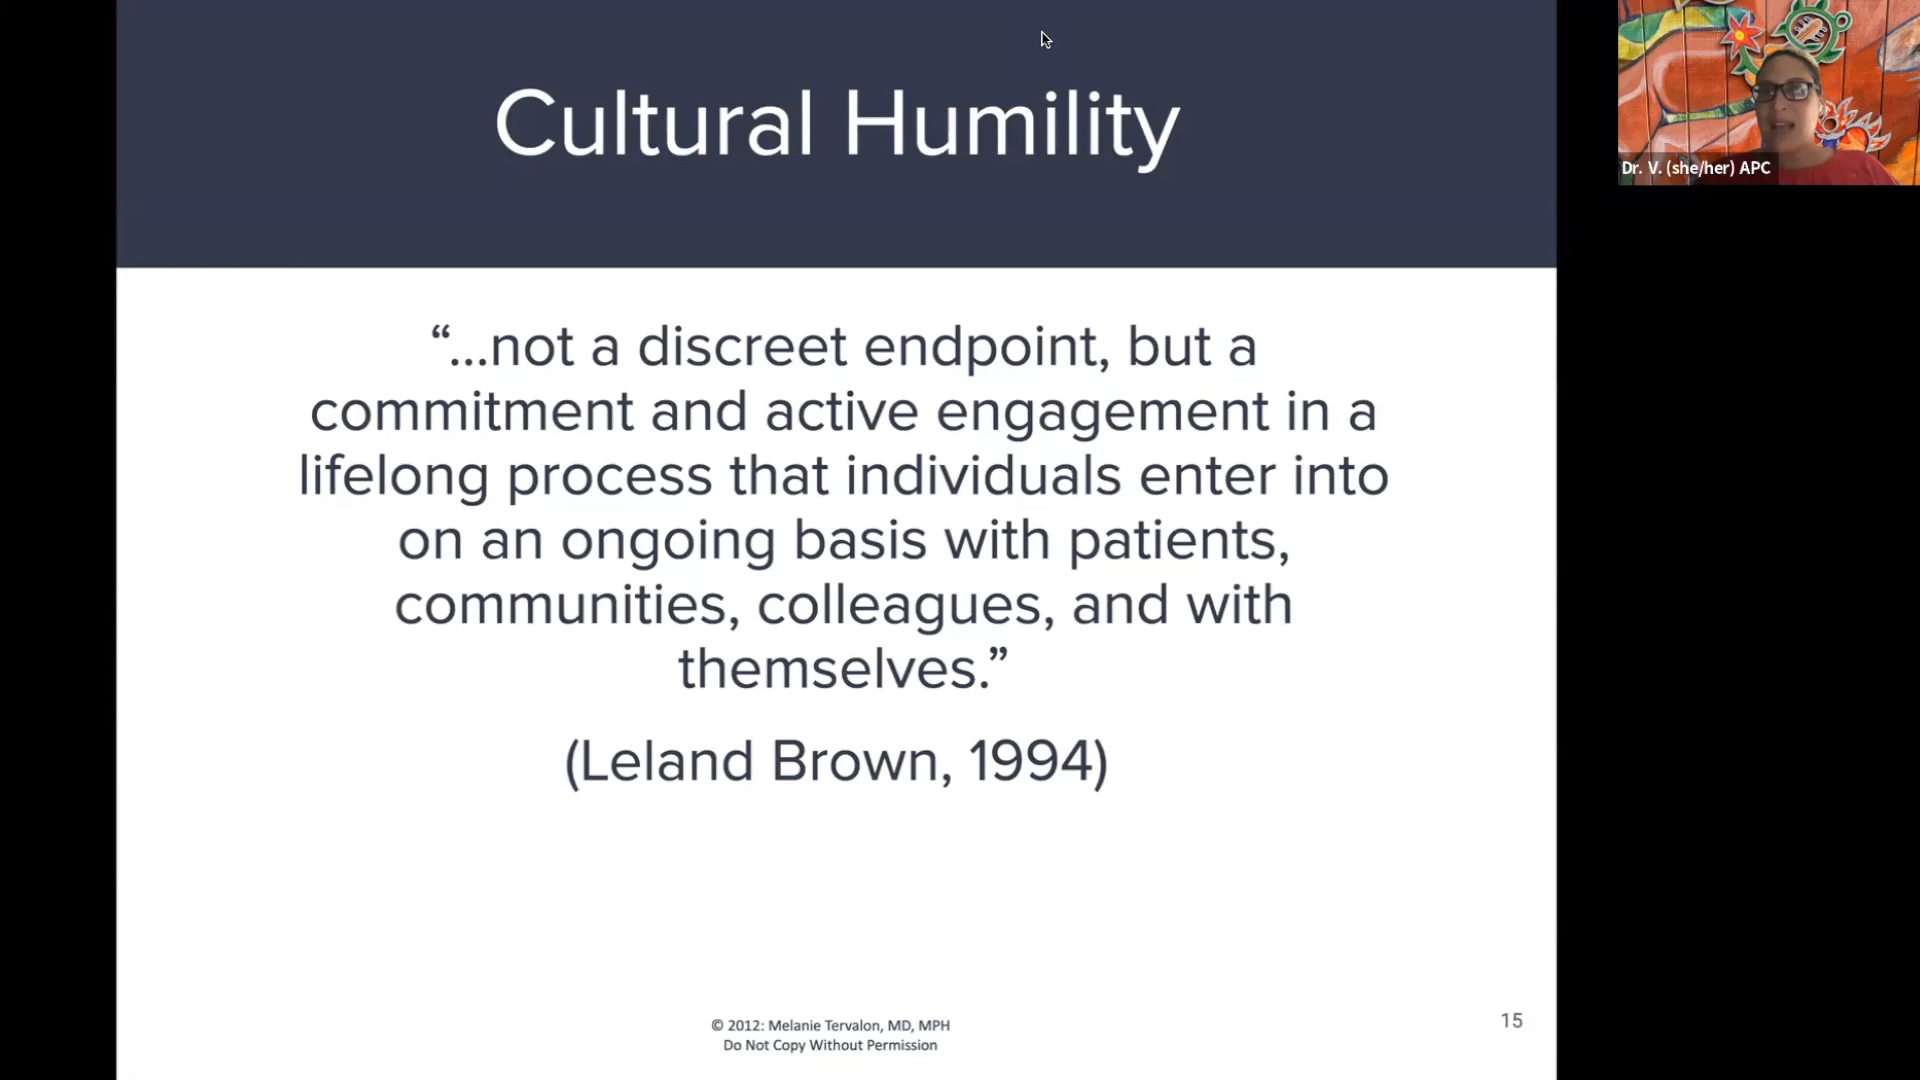 Cultural Humility
“...not a discreet endpoint, but a
commitment and active engagement in a
lifelong process that individuals enter into
on an ongoing basis with patients,
communities, colleagues, and with
themselves.”
(Leland Brown, 1994)
© 2012: Melanie Tervalon, MD, MPH
Do Not Copy Without Permission
15
Dr. V. (she/her) APC